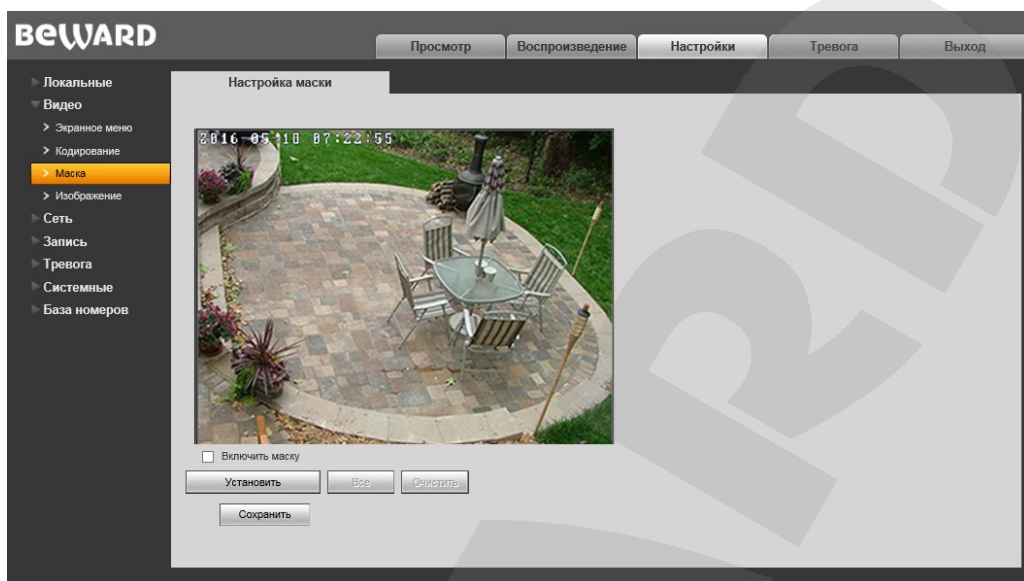 BEWARD
Просмотр
Воспроизведение
Настройки
Тревога
Выход
Локальные
Видео
Экранное меню
Кодирование
Маска
Изображение
Сеть
Запись
Тревога
Системные
База номеров
Настройка маски
2016-05-10 07:22:55
Включить маску
Установить
Все
Очистить
Сохранить